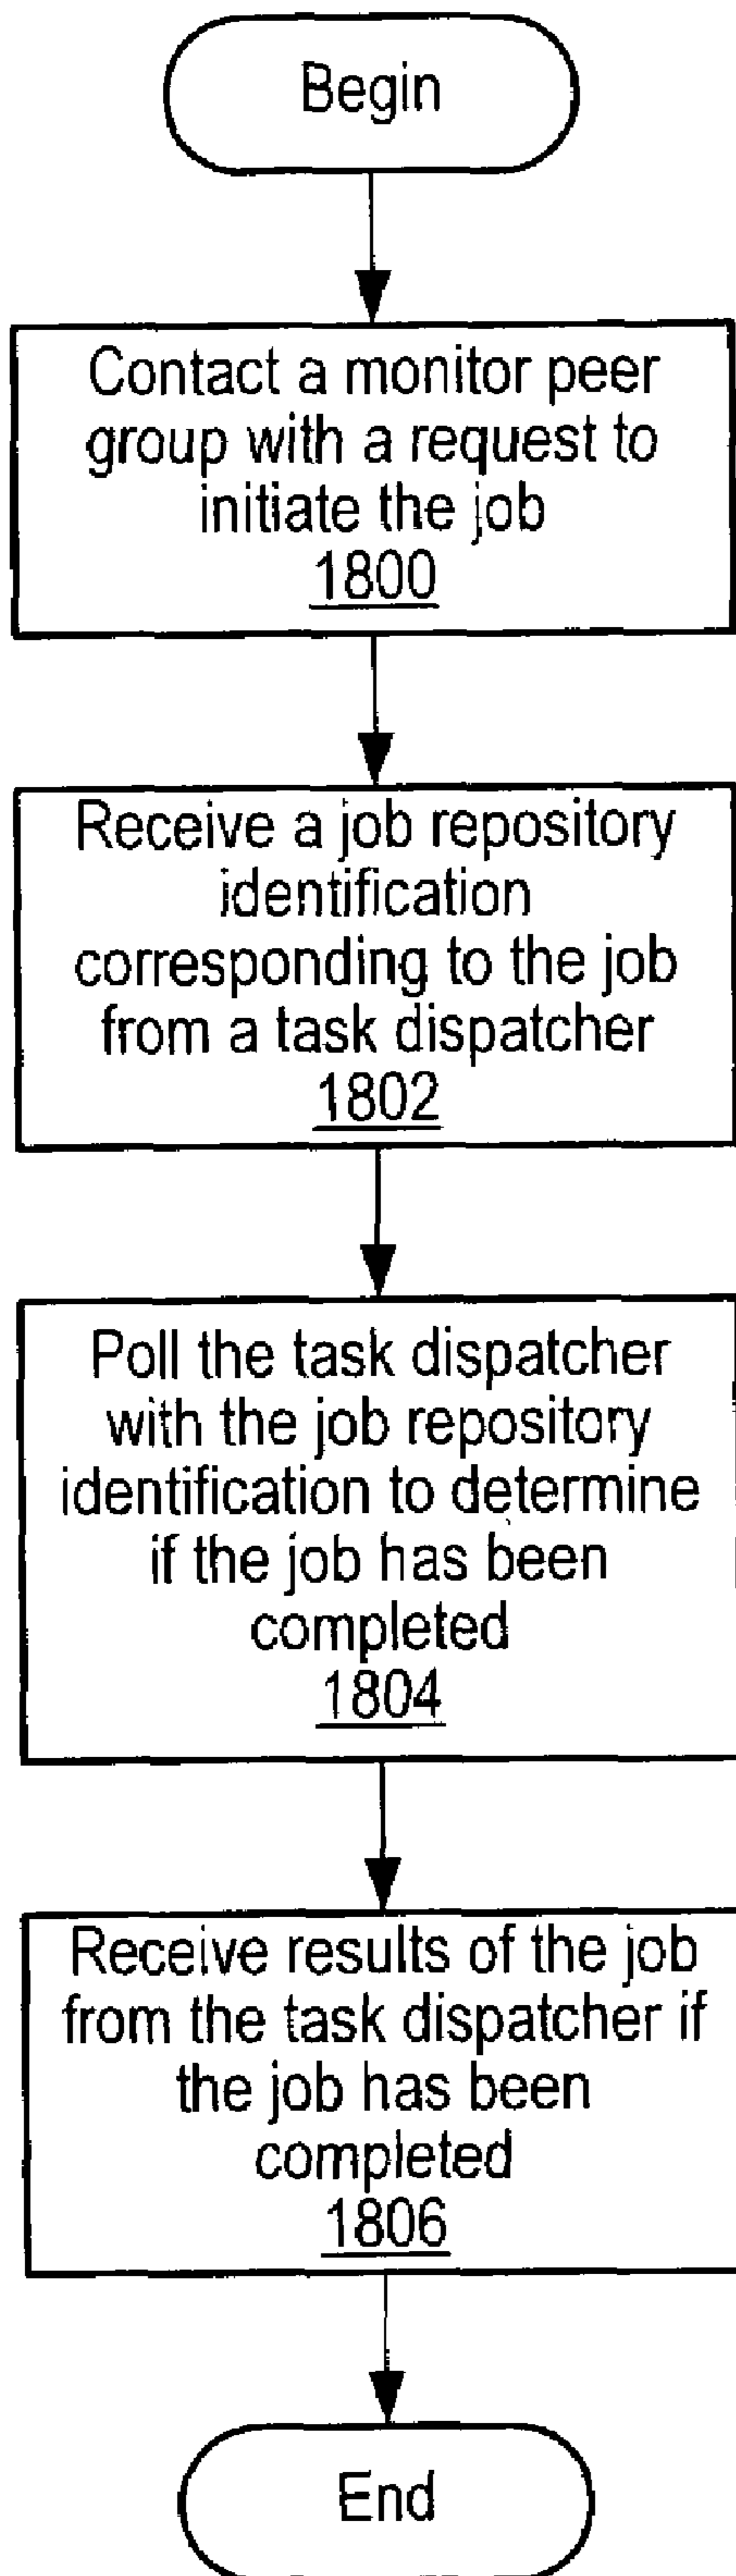 Begin
Contact a monitor peer
group with a request to
initiate the job
1800
Receive a job repository
identification
corresponding to the job
from a task dispatcher
1802
Poll the task dispatcher
with the job repository
identification to determine
if the job has been
completed
1804
Receive results of the job
from the task dispatcher if
the job has been
completed
1806
End